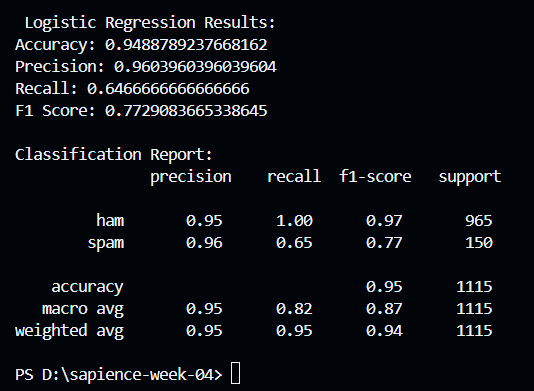 Logistic Regression Results:
Accuracy: 0.9488789237668162
Precision: 0.9603960396039604
Recall: 0.6466666666666666
F1 Score: 0.7729083665338645
Classification Report:
precision recall f1-score support
ham 0.95 1.00 0.97 965
spam 0.96 0.65 0.77 150
accuracy 0.95 1115
macro avg 0.95 0.82 0.87 1115
weighted avg 0.95 0.95 0.94 1115
PS D:\sapience-week-04>